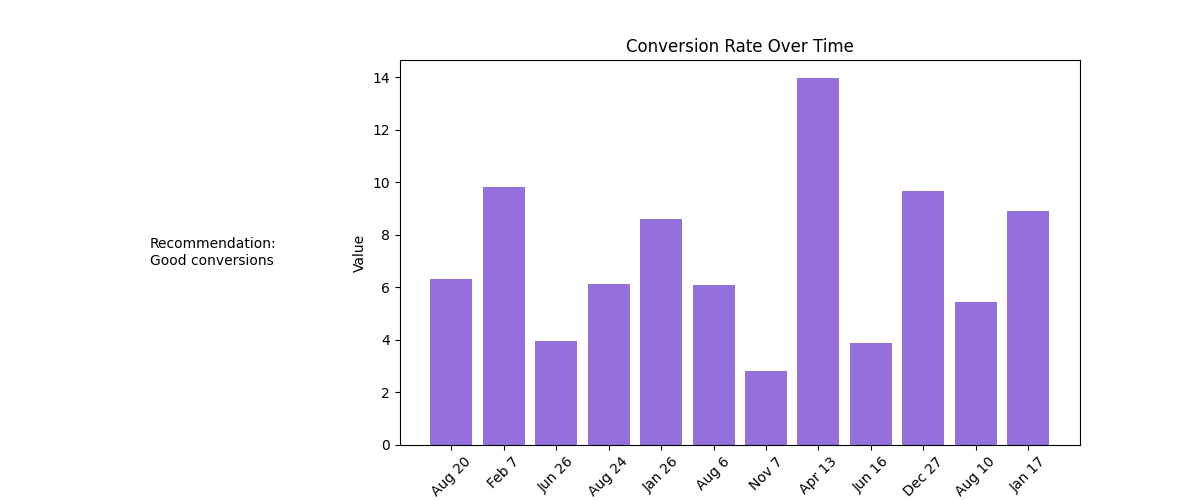 Conversion Rate Over Time
Recommendation:
Good conversions
Value
14
12
10
8
6
4
2
0
Aug 20
Feb 7
Jun 26
Aug 24
Jan 26
Aug 6
Nov 7
Apr 13
Jun 16
Dec 27
Aug 10
Jan 17